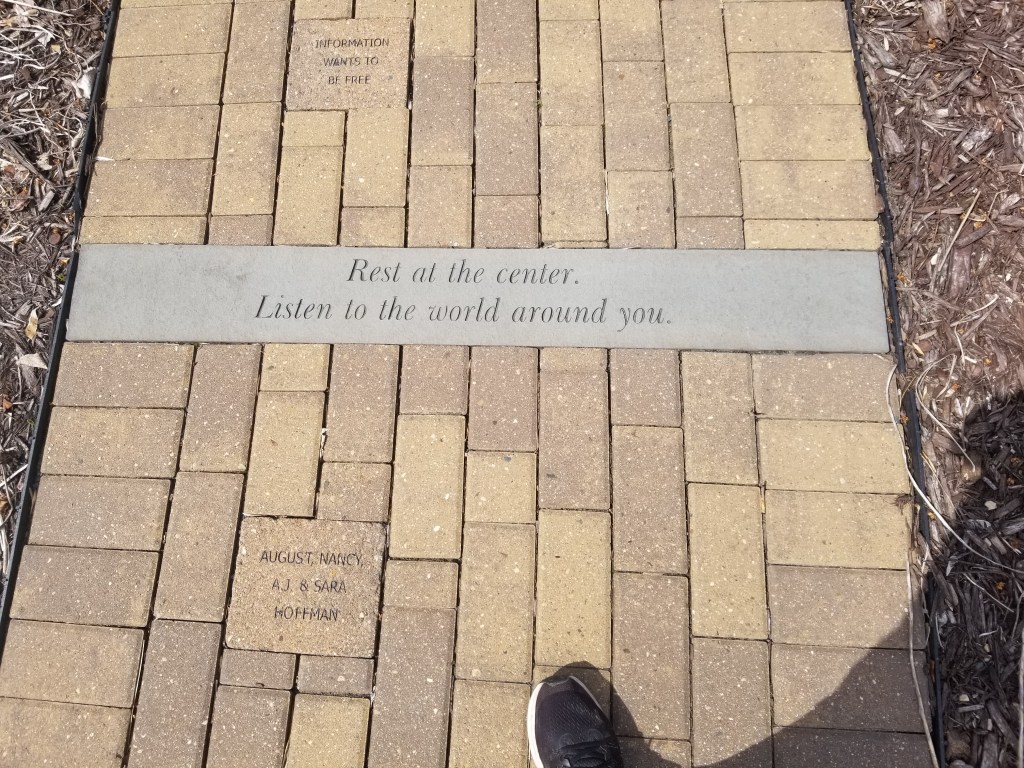 INFORMATION
WANTS TO
BE FREE
Rest at the center.
Listen to the world around you.
AUGUST, NANCY,
A.J. & SARA
HOFFMAN